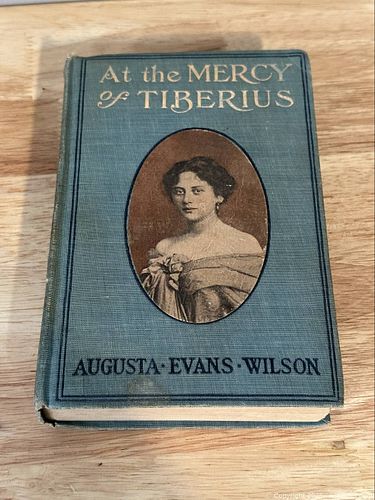 At the MERCY
of TIBERIUS
AUGUSTA · EVANS · WILSON